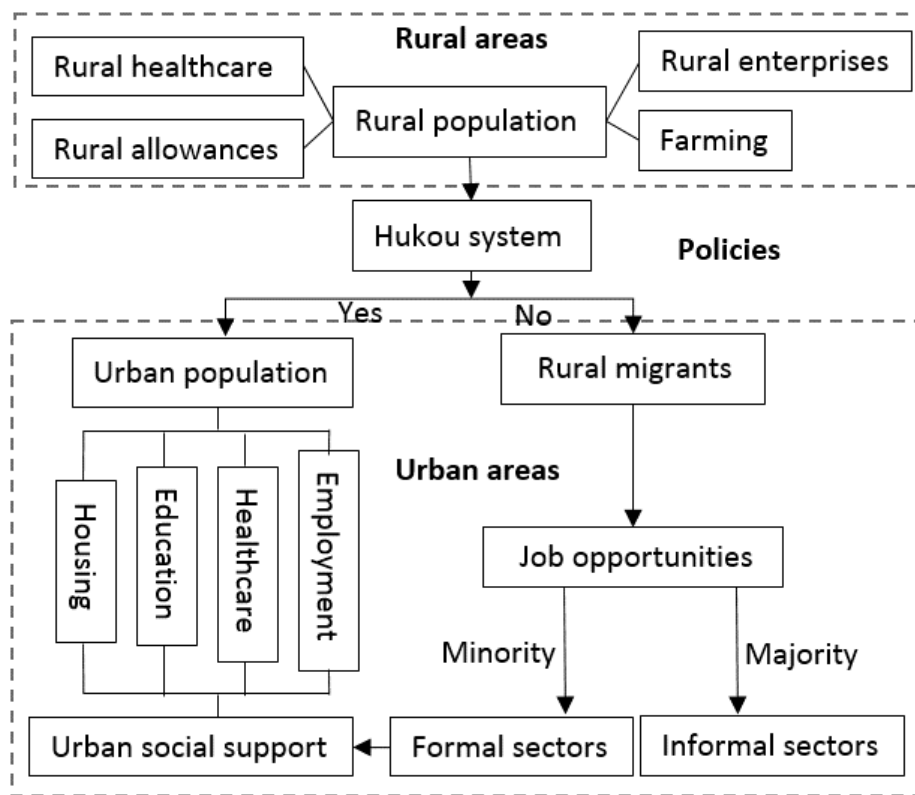 Rural areas
Rural healthcare
Rural enterprises
Rural population
Rural allowances
Farming
Hukou system
Policies
Yes
No
Urban population
Rural migrants
Urban areas
Housing
Education
Healthcare
Employment
Job opportunities
Minority
Majority
Urban social support
Formal sectors
Informal sectors